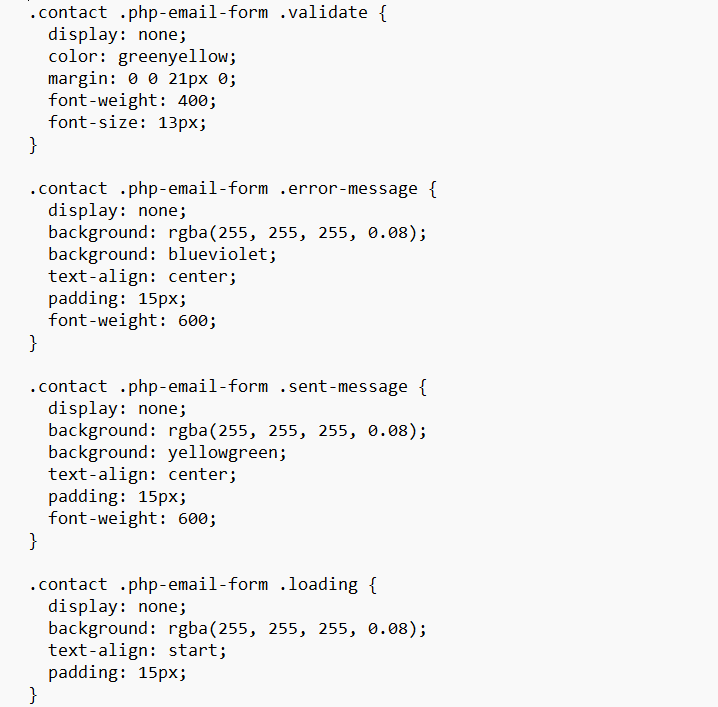 .contact .php-email-form .validate {
  display: none;
  color: greenyellow;
  margin: 0 0 21px 0;
  font-weight: 400;
  font-size: 13px;
}

.contact .php-email-form .error-message {
  display: none;
  background: rgba(255, 255, 255, 0.08);
  background: blueviolet;
  text-align: center;
  padding: 15px;
  font-weight: 600;
}

.contact .php-email-form .sent-message {
  display: none;
  background: rgba(255, 255, 255, 0.08);
  background: yellowgreen;
  text-align: center;
  padding: 15px;
  font-weight: 600;
}

.contact .php-email-form .loading {
  display: none;
  background: rgba(255, 255, 255, 0.08);
  text-align: start;
  padding: 15px;
}